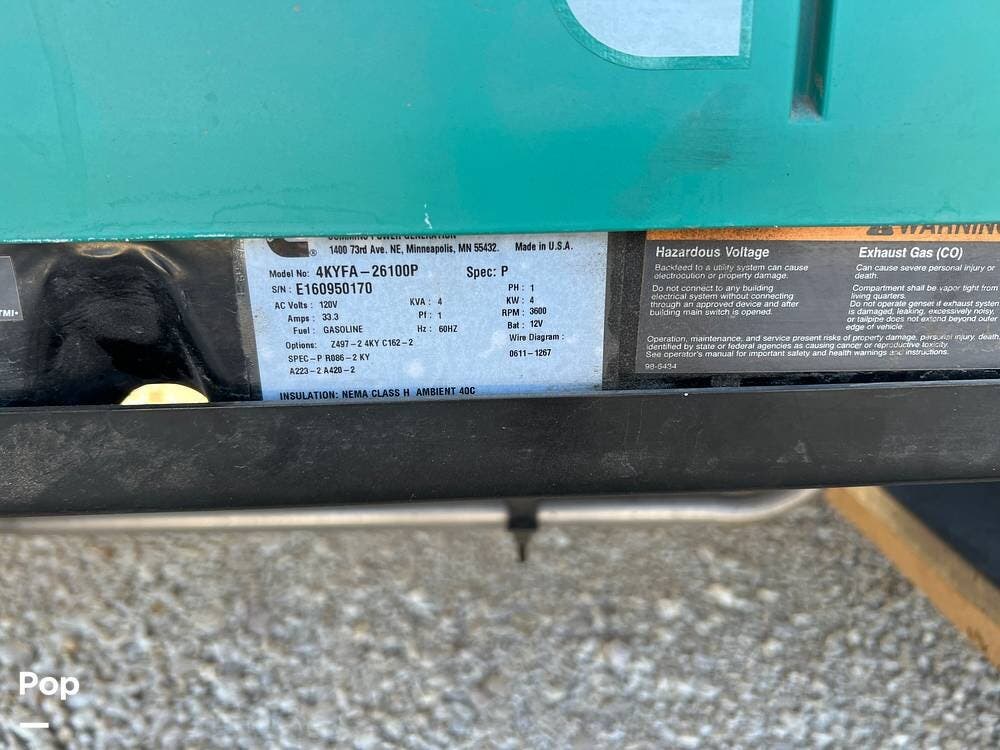 CUMMINS POWER GENERATION
1400 73rd Ave. NE, Minneapolis, MN 55432. Made in U.S.A.
Model No: 4KYFA-26100P Spec: P
S/N: E160950170 PH: 1
AC Volts: 120V KVA: 4 KW: 4
Amps: 33.3 Pf: 1 RPM: 3600
Fuel: GASOLINE Hz: 60HZ Bat: 12V
Options: Z497-2 4KY C162-2 Wire Diagram:
SPEC-P R086-2 KY 0611-1267
A223-2 A420-2
INSULATION: NEMA CLASS H AMBIENT 40C
TMI•
WARNING
Hazardous Voltage
Backfeed to a utility system can cause
electrocution or property damage.
Do not connect to any building
electrical system without connecting
through an approved device and after
building main switch is opened.
Exhaust Gas (CO)
Can cause severe personal injury or
death.
Compartment shall be vapor tight from
living quarters.
Do not operate genset if exhaust system
is damaged, leaking, excessively noisy,
or tailpipe does not extend beyond outer
edge of vehicle.
Operation, maintenance, and service present risks of property damage, personal injury, death.
identified by state or federal agencies as causing cancer or reproductive toxicity.
See operator's manual for important safety and health warnings and instructions.
98-6434
Pop